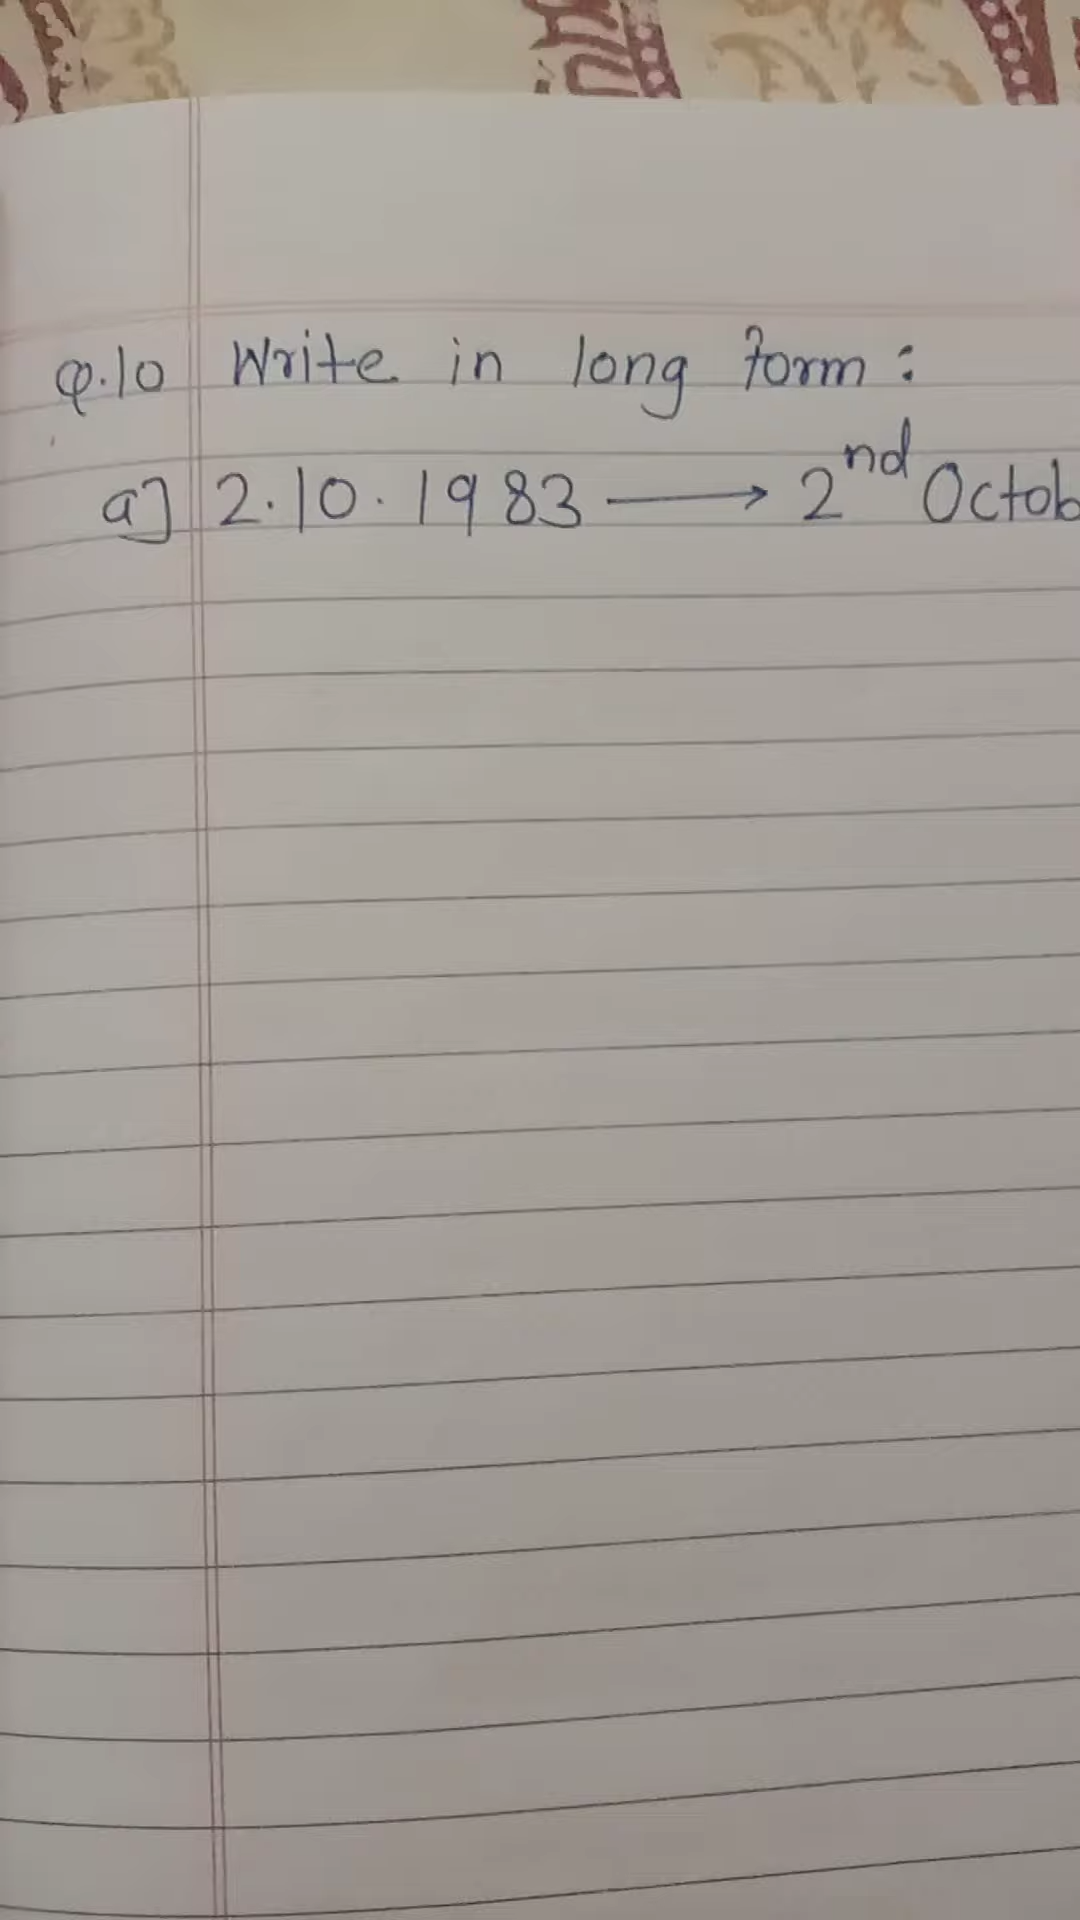 Q.10 Write in long form :
a] 2.10.1983 → 2nd Octob